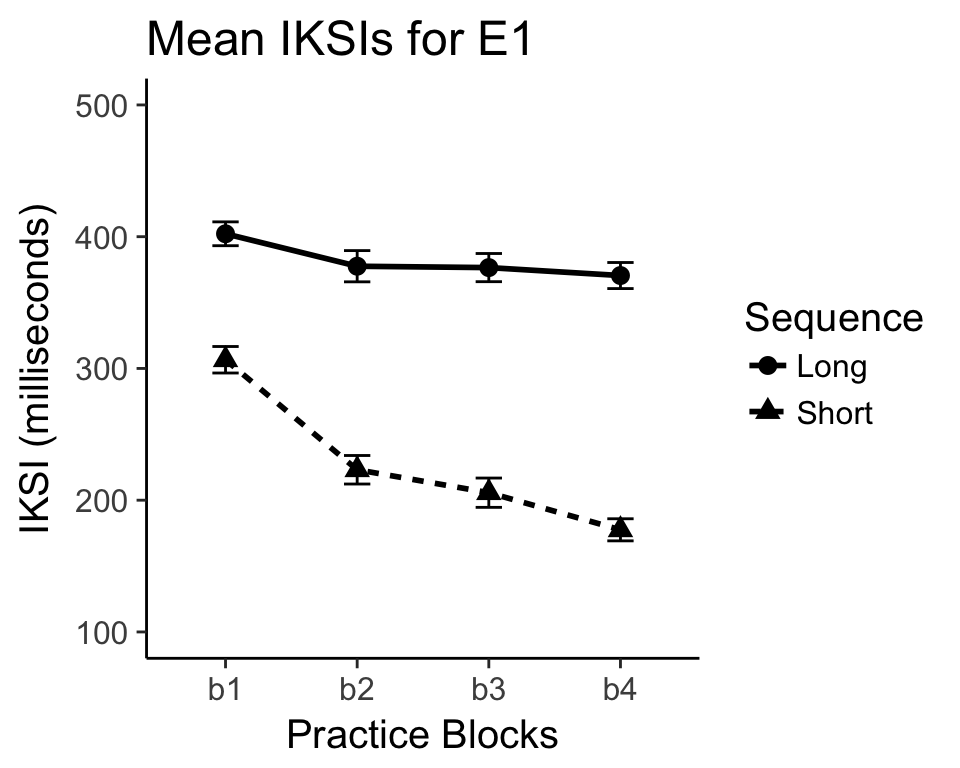 Mean IKSIs for E1
IKSI (milliseconds)
500
400
300
200
100
b1 b2 b3 b4
Practice Blocks
Sequence
Long
Short